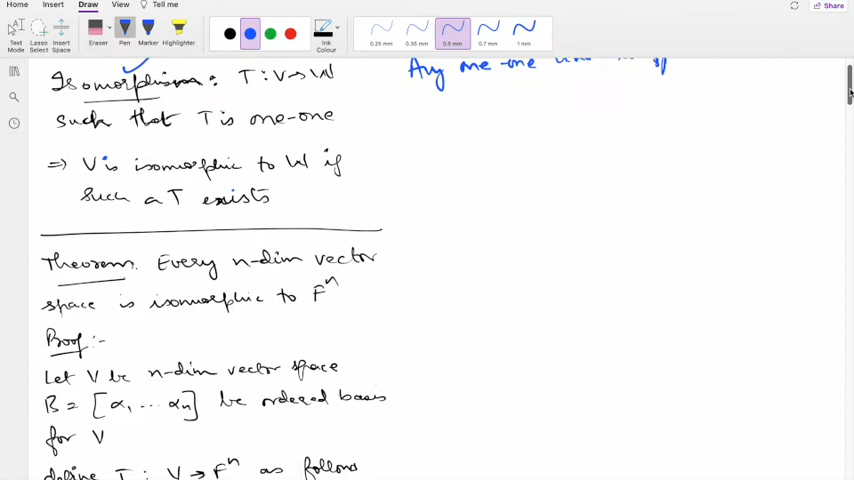 Home Insert Draw View Tell me
Share
Text Mode
Lasso Select
Insert Space
Eraser
Pen
Marker
Highlighter
Ink Colour
0.25 mm
0.35 mm
0.5 mm
0.7 mm
1 mm
Any one-one
Isomorphism: T: V→W
such that T is one-one
⇒ V is isomorphic to W if
such a T exists
Theorem. Every n-dim vector
space is isomorphic to Fⁿ
Proof:-
Let V be n-dim vector space
B = [α, ... αn] be ordered basis
for V
define T: V→Fⁿ as follows